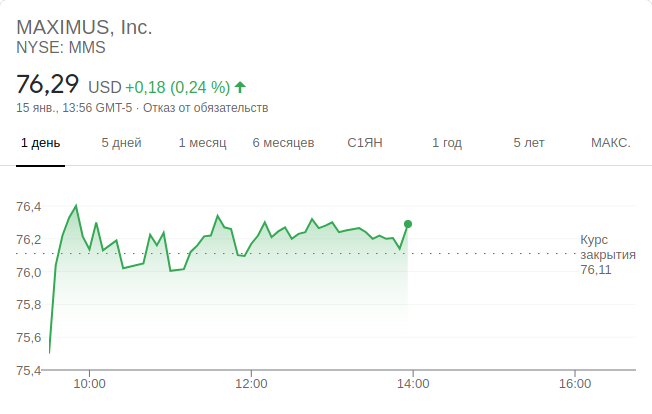 MAXIMUS, Inc.
NYSE: MMS
76,29 USD +0,18 (0,24 %)
15 янв., 13:56 GMT-5 · Отказ от обязательств
1 день 5 дней 1 месяц 6 месяцев С1ЯН 1 год 5 лет МАКС.
76,4
76,2
76,0
75,8
75,6
75,4
Курс
закрытия
76,11
10:00 12:00 14:00 16:00